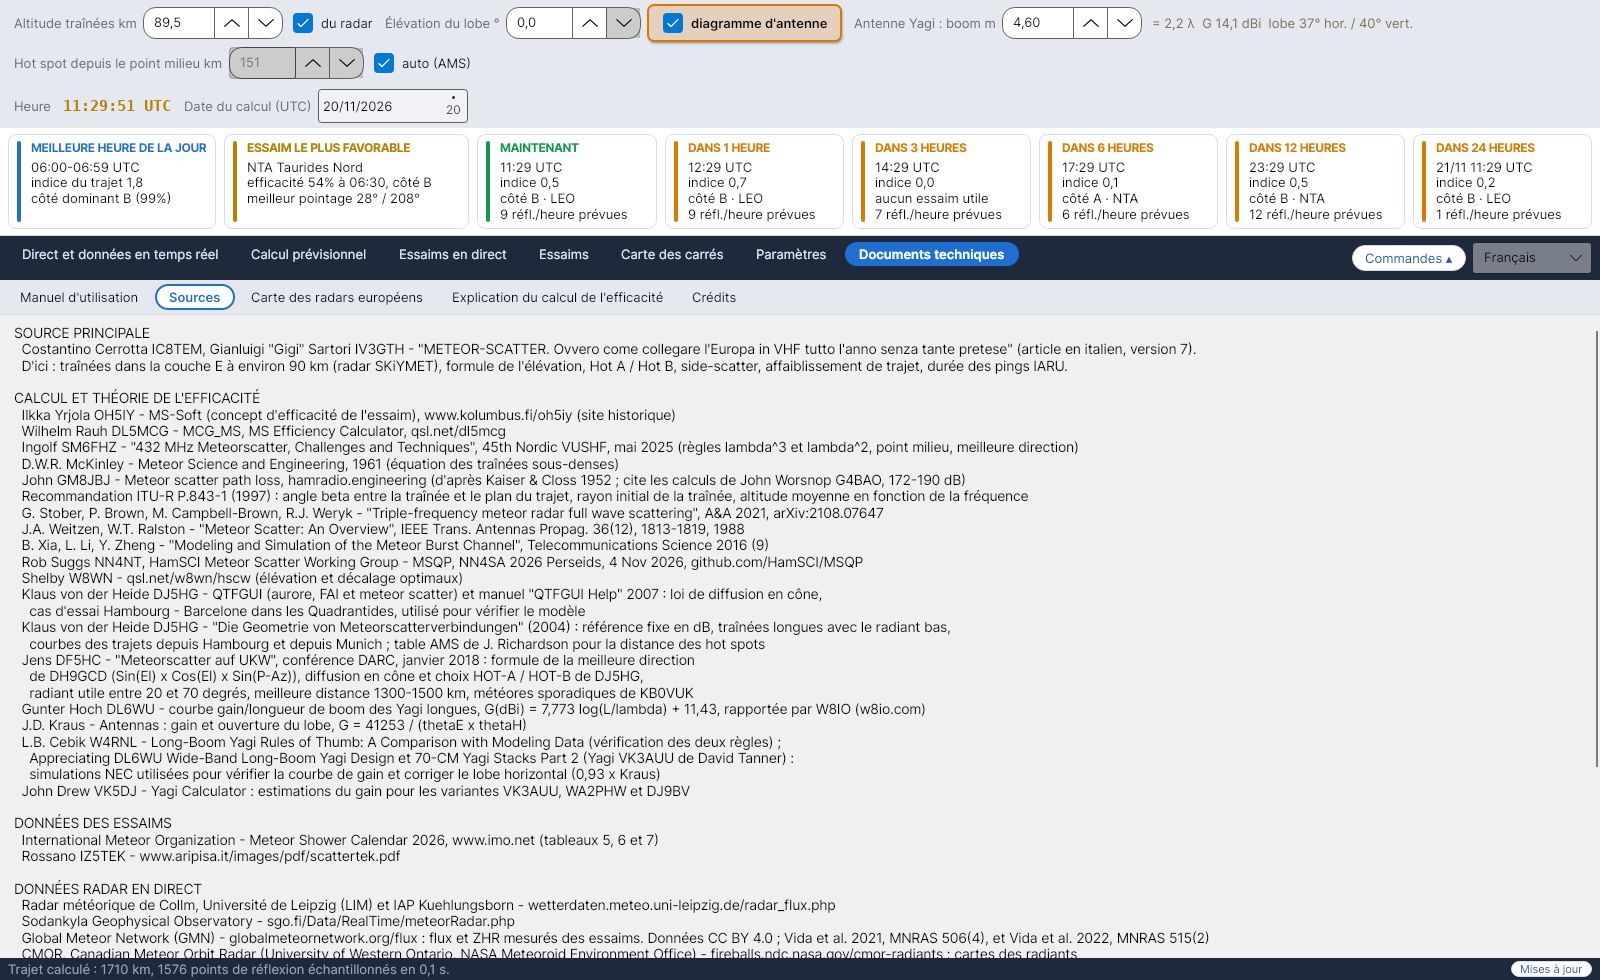 Altitude traînées km 89,5 du radar Élévation du lobe ° 0,0 diagramme d'antenne Antenne Yagi : boom m 4,60 = 2,2 λ G 14,1 dBi lobe 37° hor. / 40° vert.
Hot spot depuis le point milieu km 151 auto (AMS)
Heure 11:29:51 UTC Date du calcul (UTC) 20/11/2026 20
MEILLEURE HEURE DE LA JOUR
06:00-06:59 UTC
indice du trajet 1,8
côté dominant B (99%)
ESSAIM LE PLUS FAVORABLE
NTA Taurides Nord
efficacité 54% à 06:30, côté B
meilleur pointage 28° / 208°
MAINTENANT
11:29 UTC
indice 0,5
côté B · LEO
9 réfl./heure prévues
DANS 1 HEURE
12:29 UTC
indice 0,7
côté B · LEO
9 réfl./heure prévues
DANS 3 HEURES
14:29 UTC
indice 0,0
aucun essaim utile
7 réfl./heure prévues
DANS 6 HEURES
17:29 UTC
indice 0,1
côté A · NTA
6 réfl./heure prévues
DANS 12 HEURES
23:29 UTC
indice 0,5
côté B · NTA
12 réfl./heure prévues
DANS 24 HEURES
21/11 11:29 UTC
indice 0,2
côté B · LEO
1 réfl./heure prévues
Direct et données en temps réel Calcul prévisionnel Essaims en direct Essaims Carte des carrés Paramètres Documents techniques Commandes ▴ Français
Manuel d'utilisation Sources Carte des radars européens Explication du calcul de l'efficacité Crédits
SOURCE PRINCIPALE
Costantino Cerrotta IC8TEM, Gianluigi "Gigi" Sartori IV3GTH - "METEOR-SCATTER. Ovvero come collegare l'Europa in VHF tutto l'anno senza tante pretese" (article en italien, version 7).
D'ici : traînées dans la couche E à environ 90 km (radar SKiYMET), formule de l'élévation, Hot A / Hot B, side-scatter, affaiblissement de trajet, durée des pings IARU.
CALCUL ET THÉORIE DE L'EFFICACITÉ
Ilkka Yrjola OH5IY - MS-Soft (concept d'efficacité de l'essaim), www.kolumbus.fi/oh5iy (site historique)
Wilhelm Rauh DL5MCG - MCG_MS, MS Efficiency Calculator, qsl.net/dl5mcg
Ingolf SM6FHZ - "432 MHz Meteorscatter, Challenges and Techniques", 45th Nordic VUSHF, mai 2025 (règles lambda^3 et lambda^2, point milieu, meilleure direction)
D.W.R. McKinley - Meteor Science and Engineering, 1961 (équation des traînées sous-denses)
John GM8JBJ - Meteor scatter path loss, hamradio.engineering (d'après Kaiser & Closs 1952 ; cite les calculs de John Worsnop G4BAO, 172-190 dB)
Recommandation ITU-R P.843-1 (1997) : angle beta entre la traînée et le plan du trajet, rayon initial de la traînée, altitude moyenne en fonction de la fréquence
G. Stober, P. Brown, M. Campbell-Brown, R.J. Weryk - "Triple-frequency meteor radar full wave scattering", A&A 2021, arXiv:2108.07647
J.A. Weitzen, W.T. Ralston - "Meteor Scatter: An Overview", IEEE Trans. Antennas Propag. 36(12), 1813-1819, 1988
B. Xia, L. Li, Y. Zheng - "Modeling and Simulation of the Meteor Burst Channel", Telecommunications Science 2016 (9)
Rob Suggs NN4NT, HamSCI Meteor Scatter Working Group - MSQP, NN4SA 2026 Perseids, 4 Nov 2026, github.com/HamSCI/MSQP
Shelby W8WN - qsl.net/w8wn/hscw (élévation et décalage optimaux)
Klaus von der Heide DJ5HG - QTFGUI (aurore, FAI et meteor scatter) et manuel "QTFGUI Help" 2007 : loi de diffusion en cône,
cas d'essai Hambourg - Barcelone dans les Quadrantides, utilisé pour vérifier le modèle
Klaus von der Heide DJ5HG - "Die Geometrie von Meteorscatterverbindungen" (2004) : référence fixe en dB, traînées longues avec le radiant bas,
courbes des trajets depuis Hambourg et depuis Munich ; table AMS de J. Richardson pour la distance des hot spots
Jens DF5HC - "Meteorscatter auf UKW", conférence DARC, janvier 2018 : formule de la meilleure direction
de DH9GCD (Sin(El) x Cos(El) x Sin(P-Az)), diffusion en cône et choix HOT-A / HOT-B de DJ5HG,
radiant utile entre 20 et 70 degrés, meilleure distance 1300-1500 km, météores sporadiques de KB0VUK
Gunter Hoch DL6WU - courbe gain/longueur de boom des Yagi longues, G(dBi) = 7,773 log(L/lambda) + 11,43, rapportée par W8IO (w8io.com)
J.D. Kraus - Antennas : gain et ouverture du lobe, G = 41253 / (thetaE x thetaH)
L.B. Cebik W4RNL - Long-Boom Yagi Rules of Thumb: A Comparison with Modeling Data (vérification des deux règles) ;
Appreciating DL6WU Wide-Band Long-Boom Yagi Design et 70-CM Yagi Stacks Part 2 (Yagi VK3AUU de David Tanner) :
simulations NEC utilisées pour vérifier la courbe de gain et corriger le lobe horizontal (0,93 x Kraus)
John Drew VK5DJ - Yagi Calculator : estimations du gain pour les variantes VK3AUU, WA2PHW et DJ9BV
DONNÉES DES ESSAIMS
International Meteor Organization - Meteor Shower Calendar 2026, www.imo.net (tableaux 5, 6 et 7)
Rossano IZ5TEK - www.aripisa.it/images/pdf/scattertek.pdf
DONNÉES RADAR EN DIRECT
Radar météorique de Collm, Université de Leipzig (LIM) et IAP Kuehlungsborn - wetterdaten.meteo.uni-leipzig.de/radar_flux.php
Sodankyla Geophysical Observatory - sgo.fi/Data/RealTime/meteorRadar.php
Global Meteor Network (GMN) - globalmeteornetwork.org/flux : flux et ZHR mesurés des essaims. Données CC BY 4.0 ; Vida et al. 2021, MNRAS 506(4), et Vida et al. 2022, MNRAS 515(2)
CMOR, Canadian Meteor Orbit Radar (University of Western Ontario, NASA Meteoroid Environment Office) - fireballs.ndc.nasa.gov/cmor-radiants : cartes des radiants
Trajet calculé : 1710 km, 1576 points de réflexion échantillonnés en 0,1 s. Mises à jour